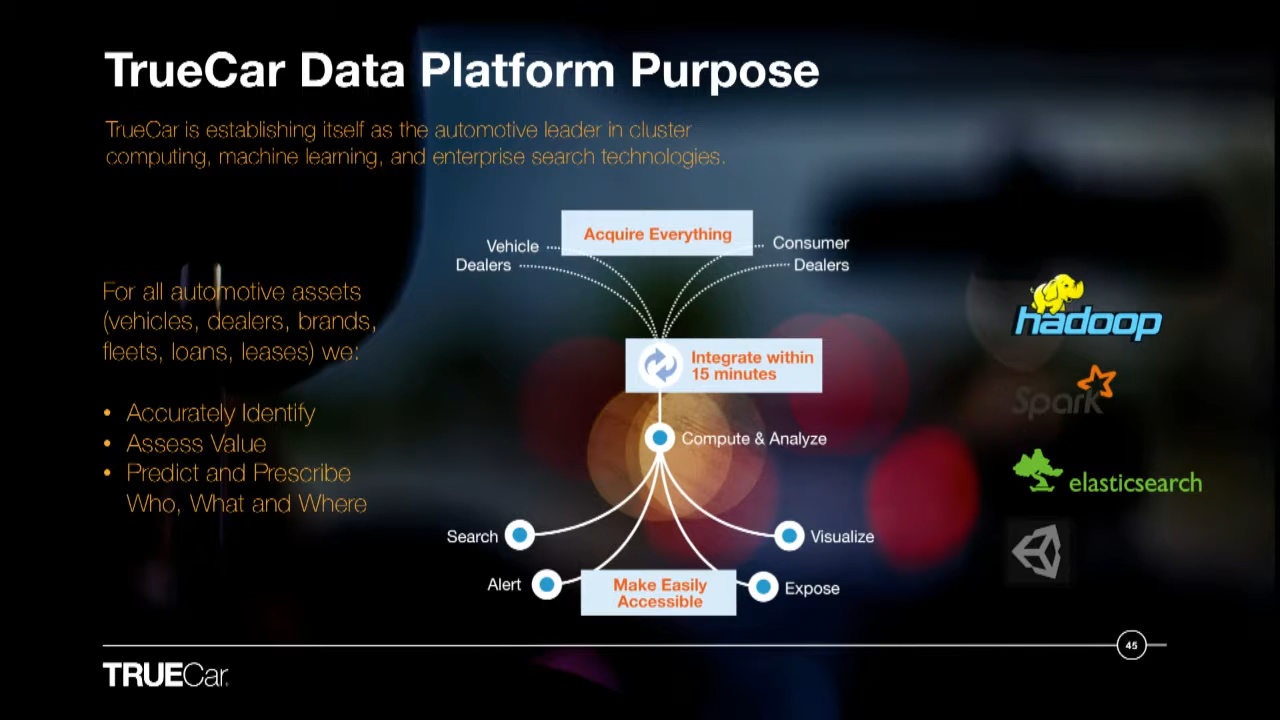 TrueCar Data Platform Purpose
TrueCar is establishing itself as the automotive leader in cluster
computing, machine learning, and enterprise search technologies.
For all automotive assets
(vehicles, dealers, brands,
fleets, loans, leases) we:
• Accurately Identify
• Assess Value
• Predict and Prescribe
Who, What and Where
Acquire Everything
Vehicle
Consumer
Dealers
Dealers
Integrate within
15 minutes
Compute & Analyze
Search
Visualize
Alert
Expose
Make Easily
Accessible
hadoop
Spark
elasticsearch
45
TRUECar